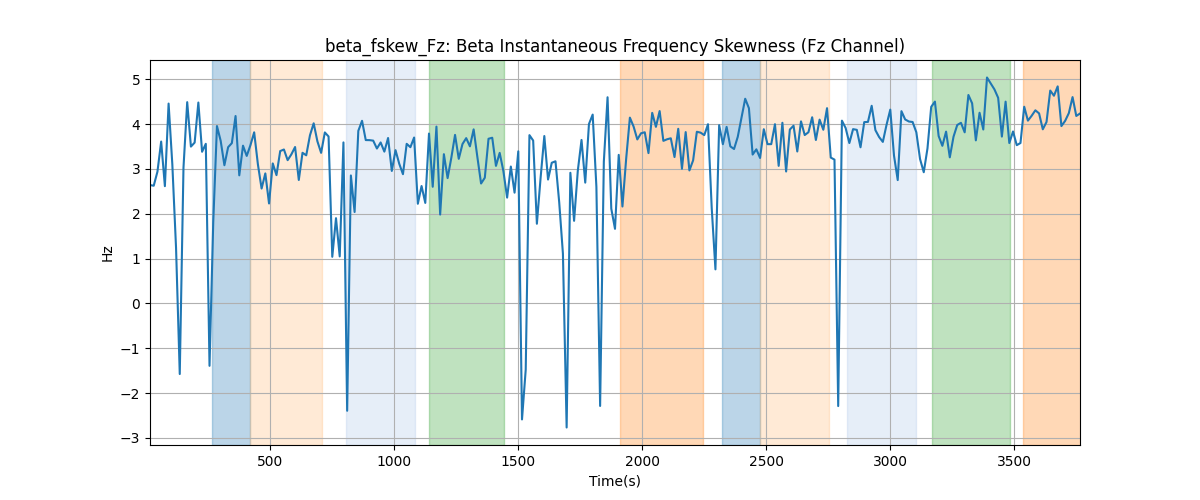 beta_fskew_Fz: Beta Instantaneous Frequency Skewness (Fz Channel)
5
4
3
2
1
0
−1
−2
−3
Hz
500 1000 1500 2000 2500 3000 3500
Time(s)